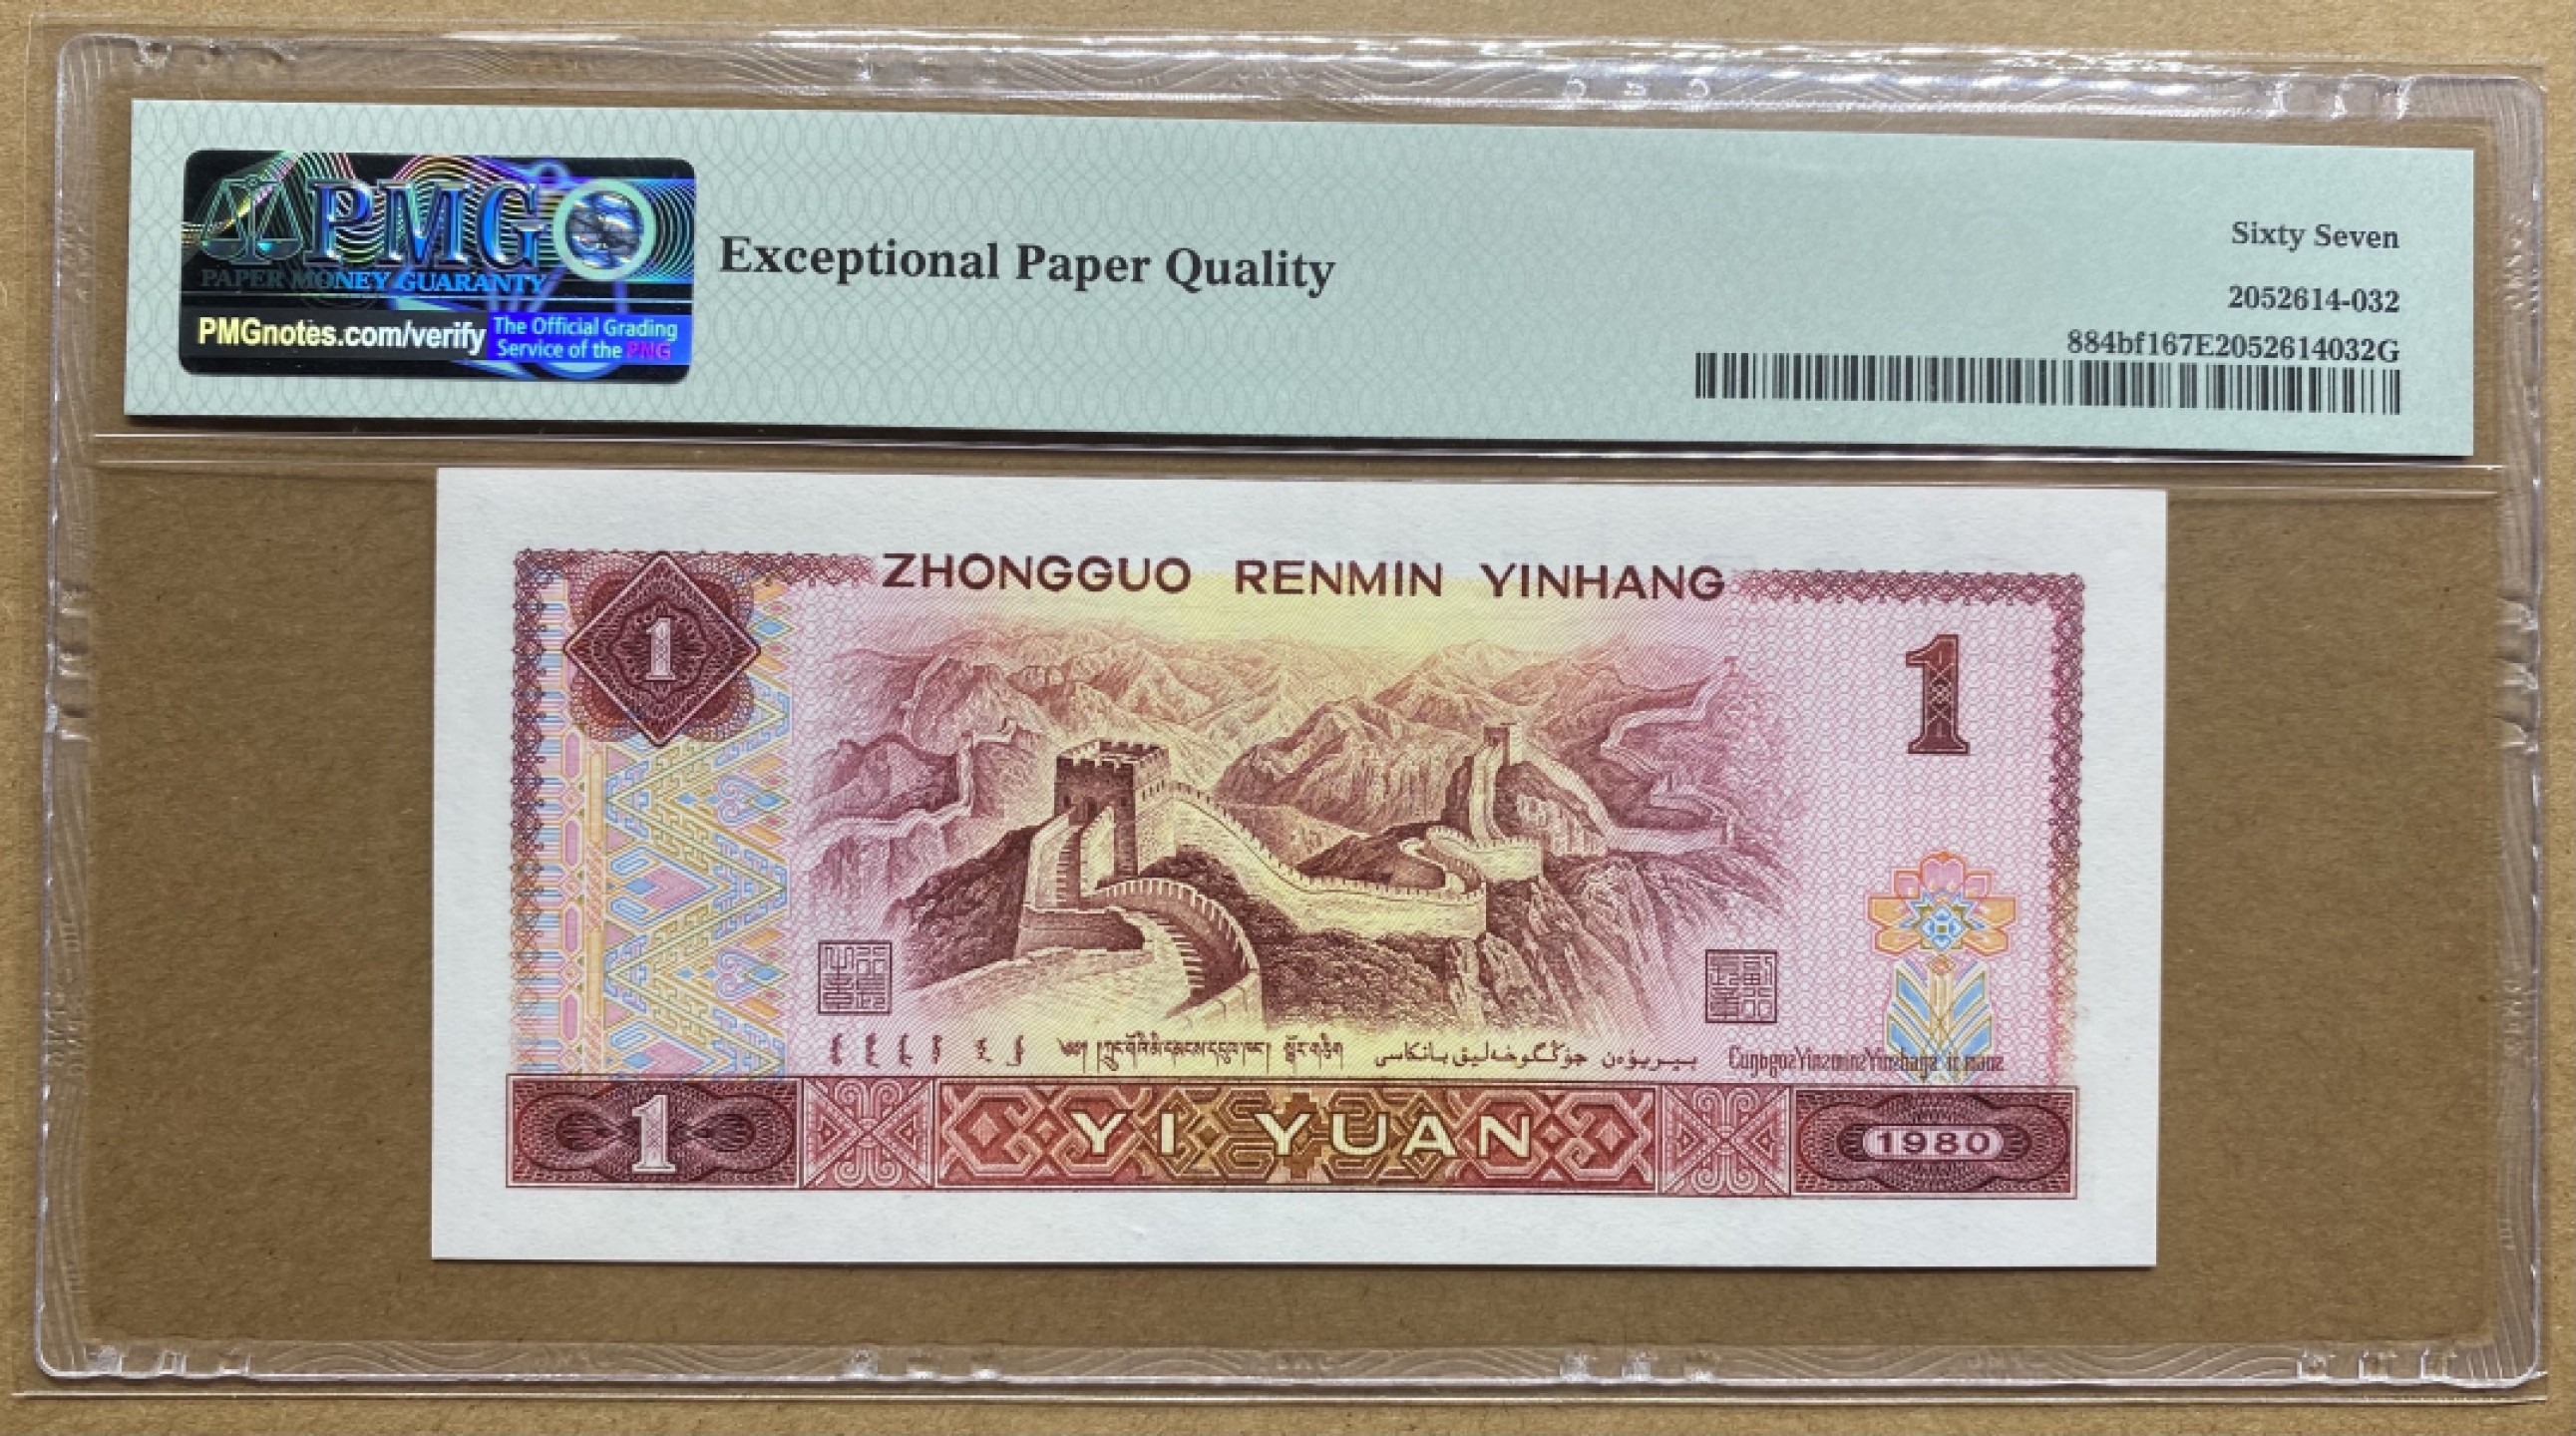 PMG
PAPER MONEY GUARANTY
PMGnotes.com/verify
The Official Grading
Service of the PNG
Exceptional Paper Quality
Sixty Seven
2052614-032
884bf167E2052614032G
ZHONGGUO RENMIN YINHANG
1
1
YI YUAN
1
1980